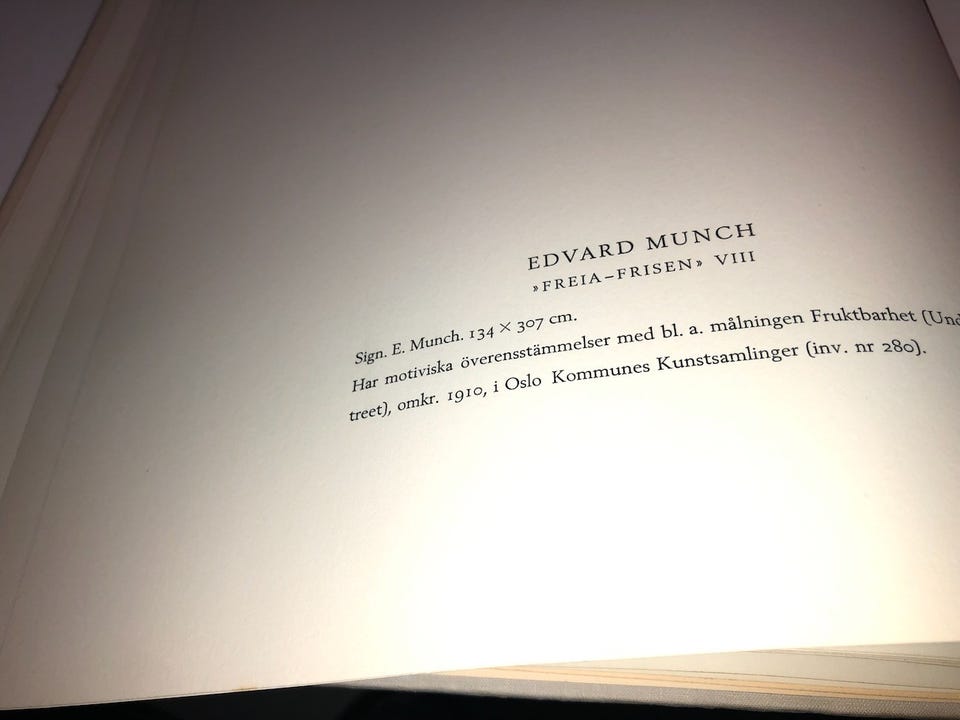 EDVARD MUNCH
»FREIA–FRISEN» VIII
Sign. E. Munch. 134 × 307 cm.
Har motiviska överensstämmelser med bl. a. målningen Fruktbarhet (Und
treet), omkr. 1910, i Oslo Kommunes Kunstsamlinger (inv. nr 280).